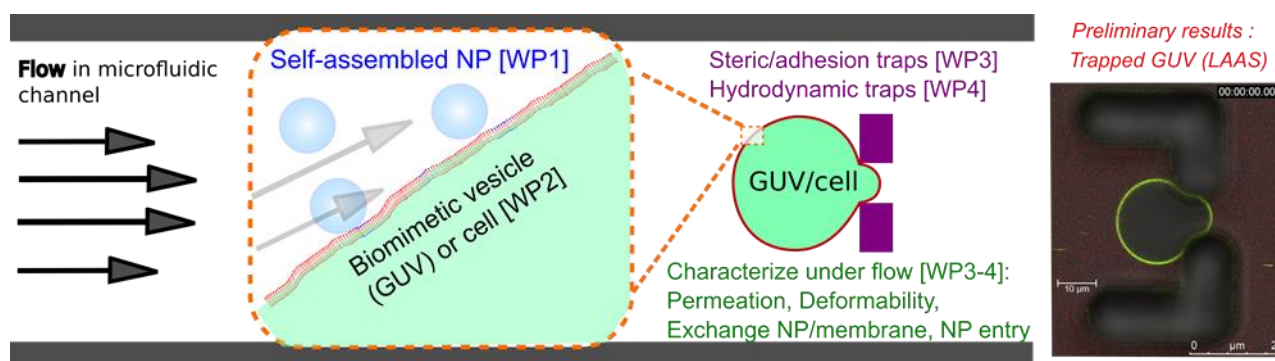 Flow in microfluidic
channel
Self-assembled NP [WP1]
Biomimetic vesicle
(GUV) or cell [WP2]
Steric/adhesion traps [WP3]
Hydrodynamic traps [WP4]
GUV/cell
Characterize under flow [WP3-4]:
Permeation, Deformability,
Exchange NP/membrane, NP entry
Preliminary results :
Trapped GUV (LAAS)
00:00:00.00
10 µm
0 µm 2